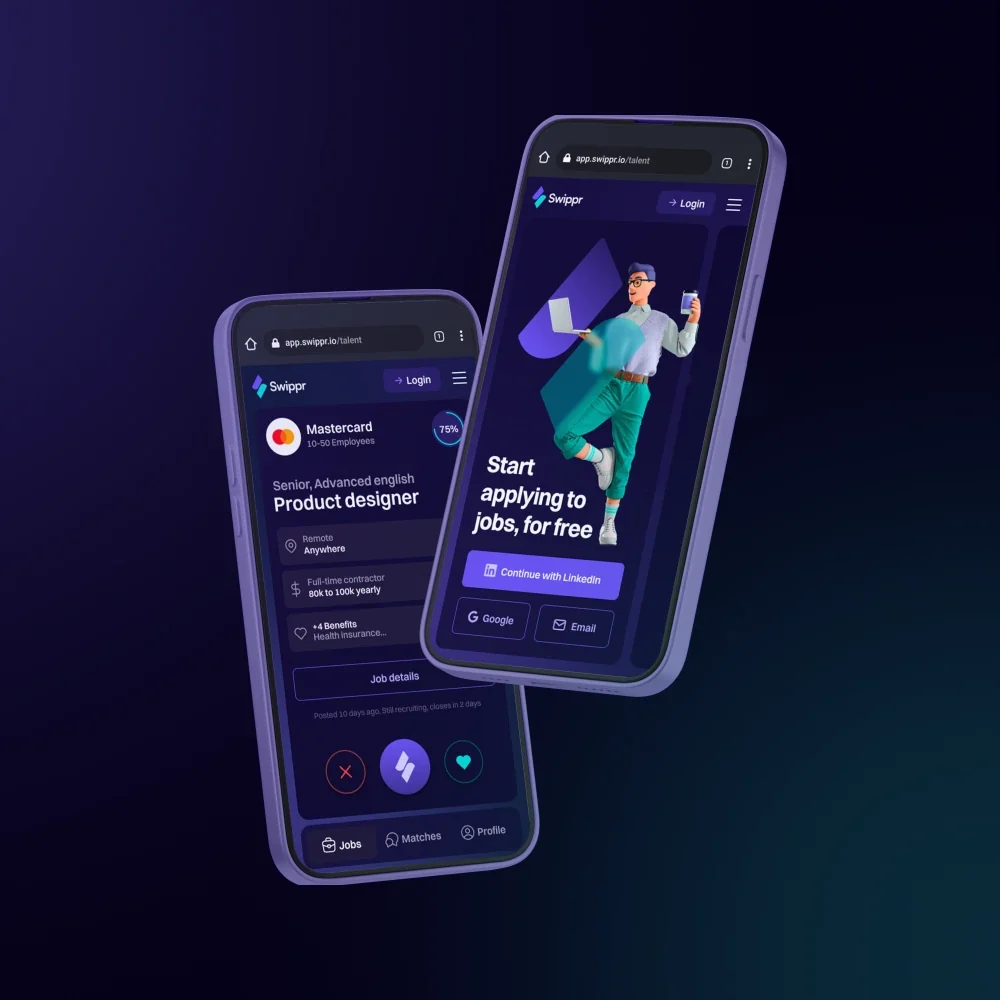 app.swippr.io/talent
1
Swippr
→ Login
Start
applying to
jobs, for free
in Continue with Linkedin
G Google
Email
app.swippr.io/talent
1
Swippr
→ Login
Mastercard
10-50 Employees
75%
Senior, Advanced english
Product designer
Remote
Anywhere
$ Full-time contractor
80k to 100k yearly
+4 Benefits
Health insurance...
Job details
Posted 10 days ago, Still recruiting, closes in 2 days
Jobs
Matches
Profile